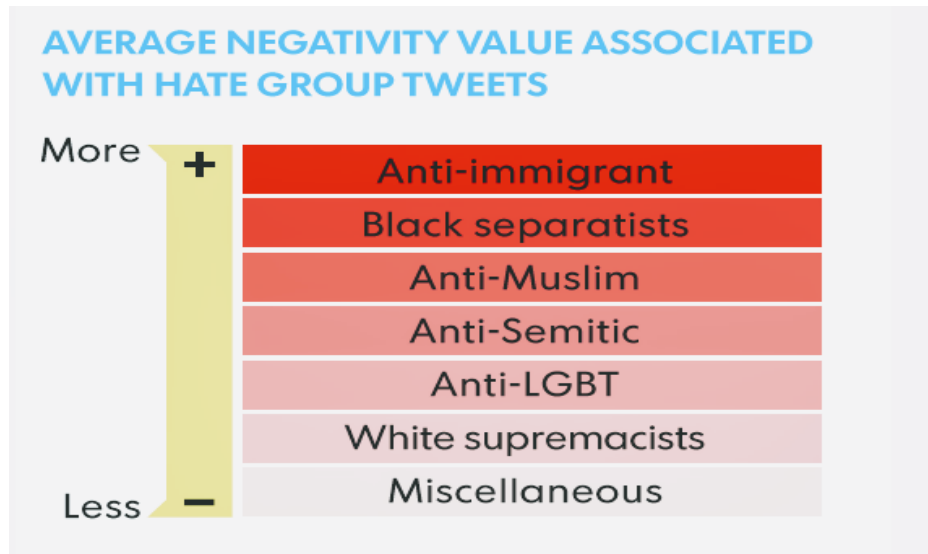 AVERAGE NEGATIVITY VALUE ASSOCIATED
WITH HATE GROUP TWEETS
More
+
Anti-immigrant
Black separatists
Anti-Muslim
Anti-Semitic
Anti-LGBT
White supremacists
Miscellaneous
Less
−